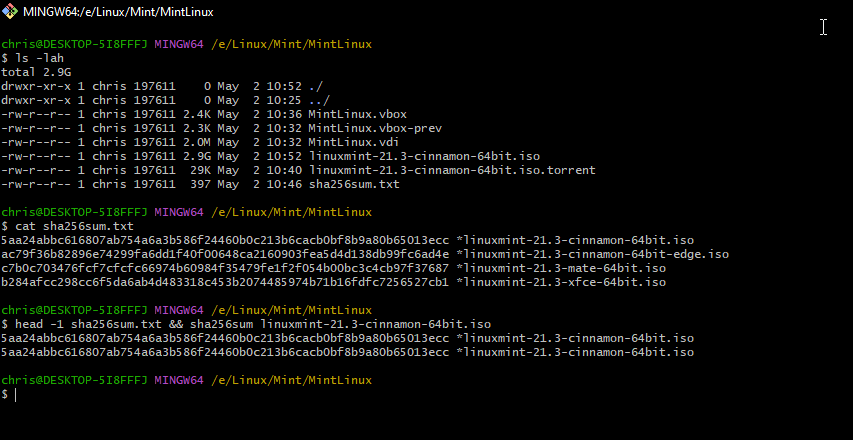 MINGW64:/e/Linux/Mint/MintLinux
chris@DESKTOP-5I8FFFJ MINGW64 /e/Linux/Mint/MintLinux
$ ls -lah
total 2.9G
drwxr-xr-x 1 chris 197611    0 May  2 10:52 ./
drwxr-xr-x 1 chris 197611    0 May  2 10:25 ../
-rw-r--r-- 1 chris 197611 2.4K May  2 10:36 MintLinux.vbox
-rw-r--r-- 1 chris 197611 2.3K May  2 10:32 MintLinux.vbox-prev
-rw-r--r-- 1 chris 197611 2.0M May  2 10:32 MintLinux.vdi
-rw-r--r-- 1 chris 197611 2.9G May  2 10:52 linuxmint-21.3-cinnamon-64bit.iso
-rw-r--r-- 1 chris 197611  29K May  2 10:40 linuxmint-21.3-cinnamon-64bit.iso.torrent
-rw-r--r-- 1 chris 197611  397 May  2 10:46 sha256sum.txt
chris@DESKTOP-5I8FFFJ MINGW64 /e/Linux/Mint/MintLinux
$ cat sha256sum.txt
5aa24abbc616807ab754a6a3b586f24460b0c213b6cacb0bf8b9a80b65013ecc *linuxmint-21.3-cinnamon-64bit.iso
ac79f36b82896e74299fa6dd1f40f00648ca2160903fea5d4d138db99fc6ad4e *linuxmint-21.3-cinnamon-64bit-edge.iso
c7b0c703476fcf7cfcfc66974b60984f35479fe1f2f054b00bc3c4cb97f37687 *linuxmint-21.3-mate-64bit.iso
b284afcc298cc6f5da6ab4d483318c453b2074485974b71b16fdfc7256527cb1 *linuxmint-21.3-xfce-64bit.iso
chris@DESKTOP-5I8FFFJ MINGW64 /e/Linux/Mint/MintLinux
$ head -1 sha256sum.txt && sha256sum linuxmint-21.3-cinnamon-64bit.iso
5aa24abbc616807ab754a6a3b586f24460b0c213b6cacb0bf8b9a80b65013ecc *linuxmint-21.3-cinnamon-64bit.iso
5aa24abbc616807ab754a6a3b586f24460b0c213b6cacb0bf8b9a80b65013ecc *linuxmint-21.3-cinnamon-64bit.iso
chris@DESKTOP-5I8FFFJ MINGW64 /e/Linux/Mint/MintLinux
$